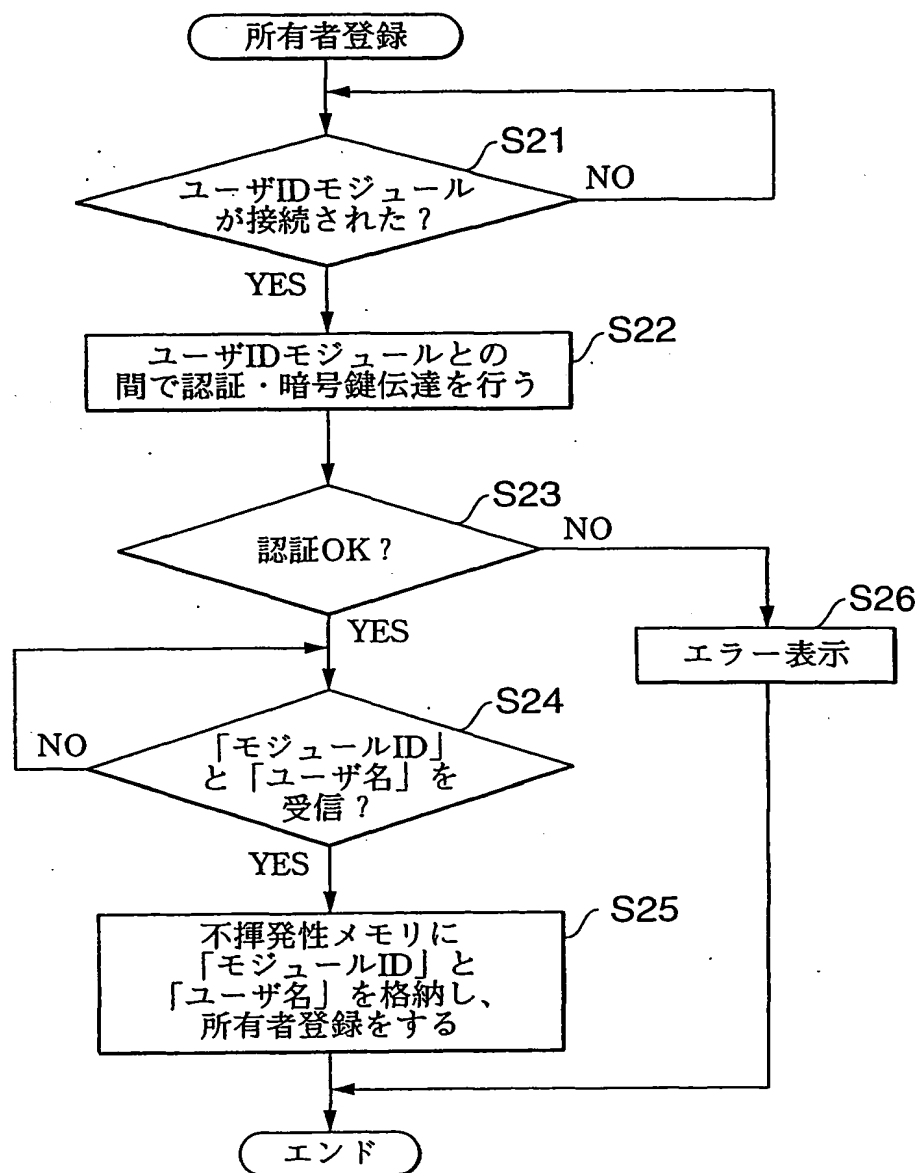 所有者登録
S21
ユーザIDモジュール
が接続された?
NO
YES
S22
ユーザIDモジュールとの
間で認証・暗号鍵伝達を行う
S23
認証OK?
NO
YES
S26
エラー表示
S24
「モジュールID」
と「ユーザ名」を
受信?
NO
YES
S25
不揮発性メモリに
「モジュールID」と
「ユーザ名」を格納し、
所有者登録をする
エンド